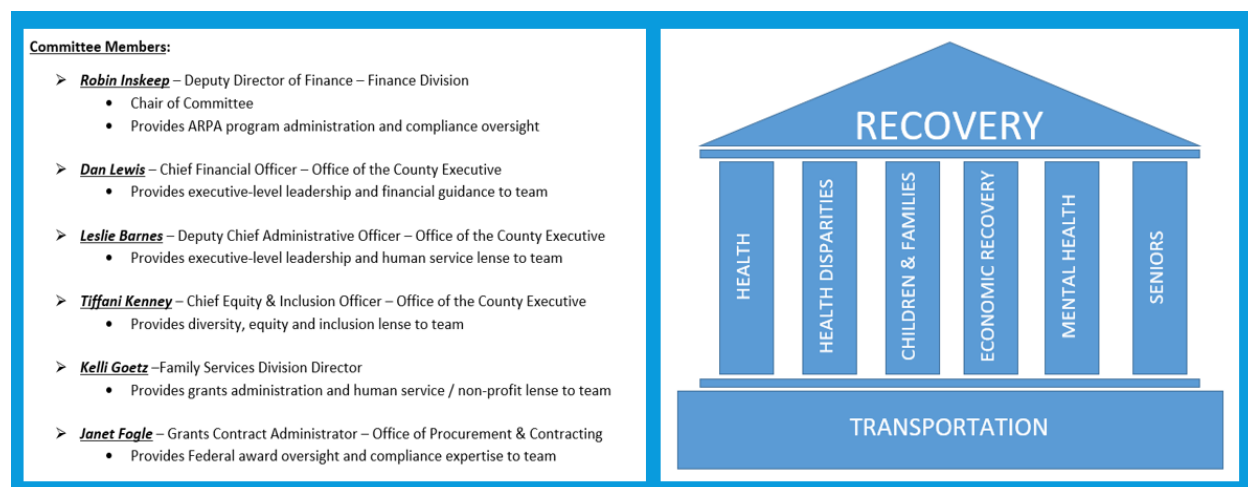 Committee Members:
➢ Robin Inskeep – Deputy Director of Finance – Finance Division
• Chair of Committee
• Provides ARPA program administration and compliance oversight
➢ Dan Lewis – Chief Financial Officer – Office of the County Executive
• Provides executive-level leadership and financial guidance to team
➢ Leslie Barnes – Deputy Chief Administrative Officer – Office of the County Executive
• Provides executive-level leadership and human service lense to team
➢ Tiffani Kenney – Chief Equity & Inclusion Officer – Office of the County Executive
• Provides diversity, equity and inclusion lense to team
➢ Kelli Goetz –Family Services Division Director
• Provides grants administration and human service / non-profit lense to team
➢ Janet Fogle – Grants Contract Administrator – Office of Procurement & Contracting
• Provides Federal award oversight and compliance expertise to team
RECOVERY
HEALTH
HEALTH DISPARITIES
CHILDREN & FAMILIES
ECONOMIC RECOVERY
MENTAL HEALTH
SENIORS
TRANSPORTATION